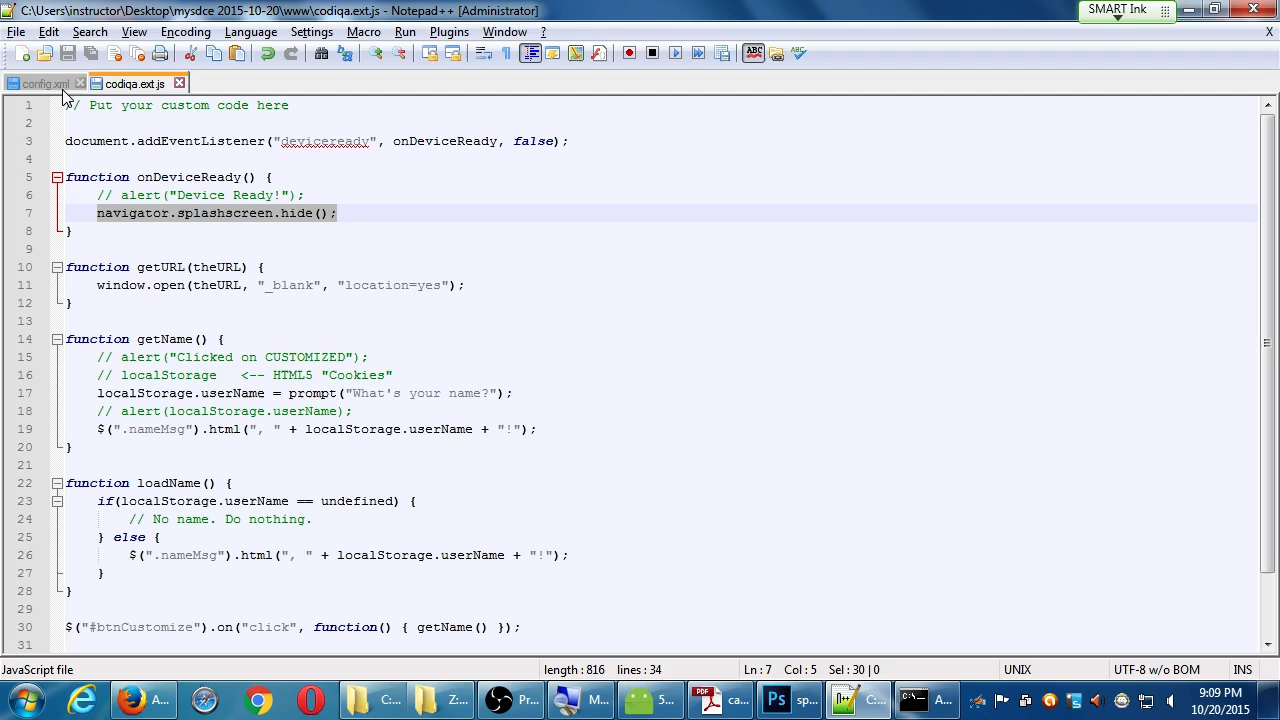 C:\Users\instructor\Desktop\mysdce 2015-10-20\www\codiqa.ext.js - Notepad++ [Administrator]
SMART Ink
File Edit Search View Encoding Language Settings Macro Run Plugins Window ? X
config.xml codiqa.ext.js
1 // Put your custom code here
2
3 document.addEventListener("deviceready", onDeviceReady, false);
4
5 function onDeviceReady() {
6 // alert("Device Ready!");
7 navigator.splashscreen.hide();
8 }
9
10 function getURL(theURL) {
11 window.open(theURL, "_blank", "location=yes");
12 }
13
14 function getName() {
15 // alert("Clicked on CUSTOMIZED");
16 // localStorage <-- HTML5 "Cookies"
17 localStorage.userName = prompt("What's your name?");
18 // alert(localStorage.userName);
19 $(".nameMsg").html(", " + localStorage.userName + "!");
20 }
21
22 function loadName() {
23 if(localStorage.userName == undefined) {
24 // No name. Do nothing.
25 } else {
26 $(".nameMsg").html(", " + localStorage.userName + "!");
27 }
28 }
29
30 $("#btnCustomize").on("click", function() { getName() });
31
JavaScript file length : 816 lines : 34 Ln : 7 Col : 5 Sel : 30 | 0 UNIX UTF-8 w/o BOM INS
A... C:... Z:... Pr... M... 5... ca... sp... C:... A... 9:09 PM
10/20/2015